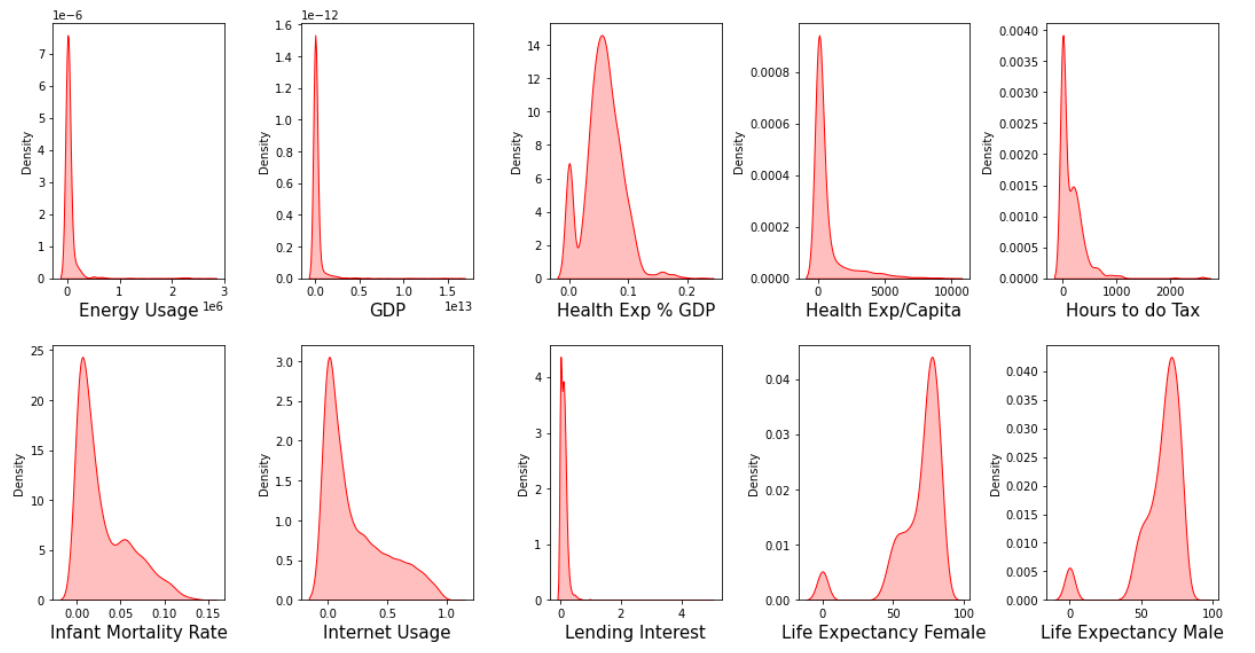 1e−6
7
6
5
4
3
2
1
0
Density
0 1 2 3
1e6
Energy Usage
1e−12
1.6
1.4
1.2
1.0
0.8
0.6
0.4
0.2
0.0
Density
0.0 0.5 1.0 1.5
1e13
GDP
14
12
10
8
6
4
2
0
Density
0.0 0.1 0.2
Health Exp % GDP
0.0008
0.0006
0.0004
0.0002
0.0000
Density
0 5000 10000
Health Exp/Capita
0.0040
0.0035
0.0030
0.0025
0.0020
0.0015
0.0010
0.0005
0.0000
Density
0 1000 2000
Hours to do Tax
25
20
15
10
5
0
Density
0.00 0.05 0.10 0.15
Infant Mortality Rate
3.0
2.5
2.0
1.5
1.0
0.5
0.0
Density
0.0 0.5 1.0
Internet Usage
4
3
2
1
0
Density
0 2 4
Lending Interest
0.04
0.03
0.02
0.01
0.00
Density
0 50 100
Life Expectancy Female
0.040
0.035
0.030
0.025
0.020
0.015
0.010
0.005
0.000
Density
0 50 100
Life Expectancy Male